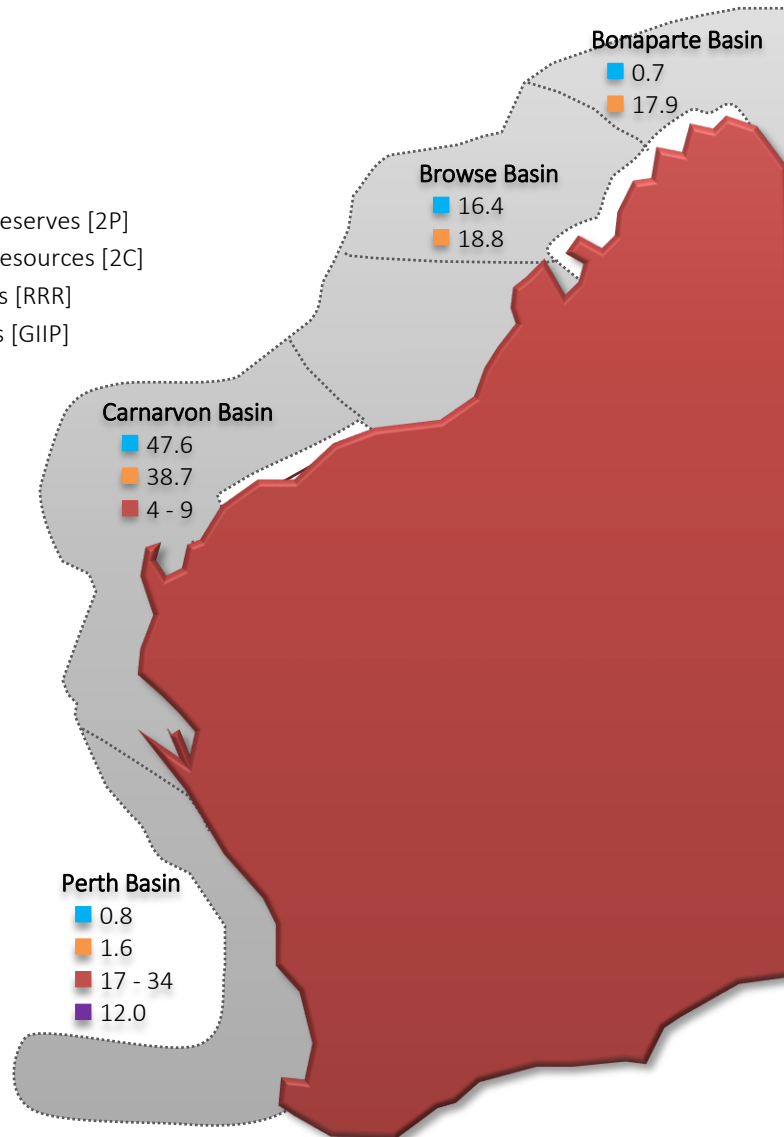 Bonaparte Basin
0.7
17.9
Browse Basin
16.4
18.8
eserves [2P]
esources [2C]
s [RRR]
s [GIIP]
Carnarvon Basin
47.6
38.7
4 - 9
Perth Basin
0.8
1.6
17 - 34
12.0